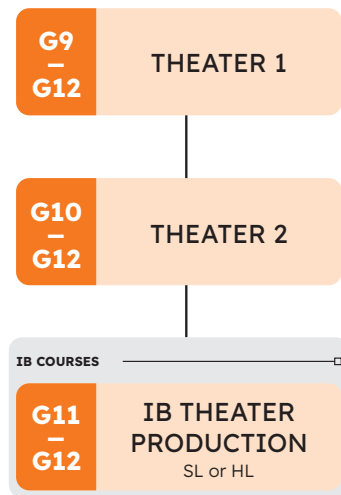 G9
—
G12
THEATER 1
G10
—
G12
THEATER 2
IB COURSES
G11
—
G12
IB THEATER
PRODUCTION
SL or HL